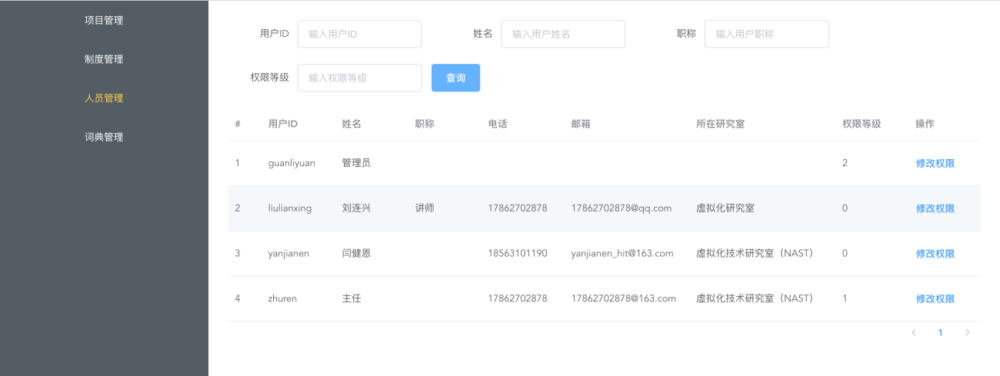 项目管理
制度管理
人员管理
词典管理
用户ID 输入用户ID 姓名 输入用户姓名 职称 输入用户职称
权限等级 输入权限等级 查询
# 用户ID 姓名 职称 电话 邮箱 所在研究室 权限等级 操作
1 guanliyuan 管理员 2 修改权限
2 liulianxing 刘连兴 讲师 17862702878 17862702878@qq.com 虚拟化研究室 0 修改权限
3 yanjianen 闫健恩 18563101190 yanjianen_hit@163.com 虚拟化技术研究室（NAST） 0 修改权限
4 zhuren 主任 17862702878 17862702878@163.com 虚拟化技术研究室（NAST） 1 修改权限
1